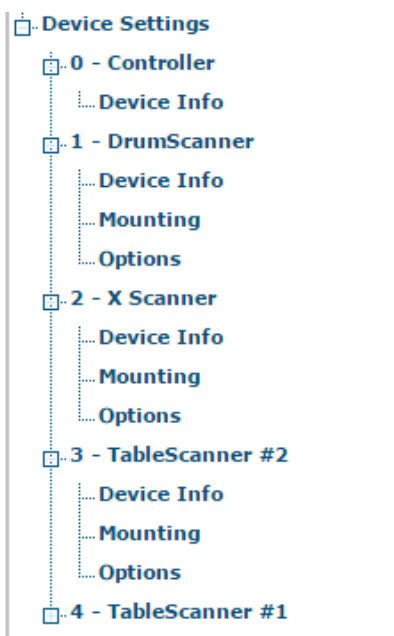 Device Settings
0 - Controller
Device Info
1 - DrumScanner
Device Info
Mounting
Options
2 - X Scanner
Device Info
Mounting
Options
3 - TableScanner #2
Device Info
Mounting
Options
4 - TableScanner #1